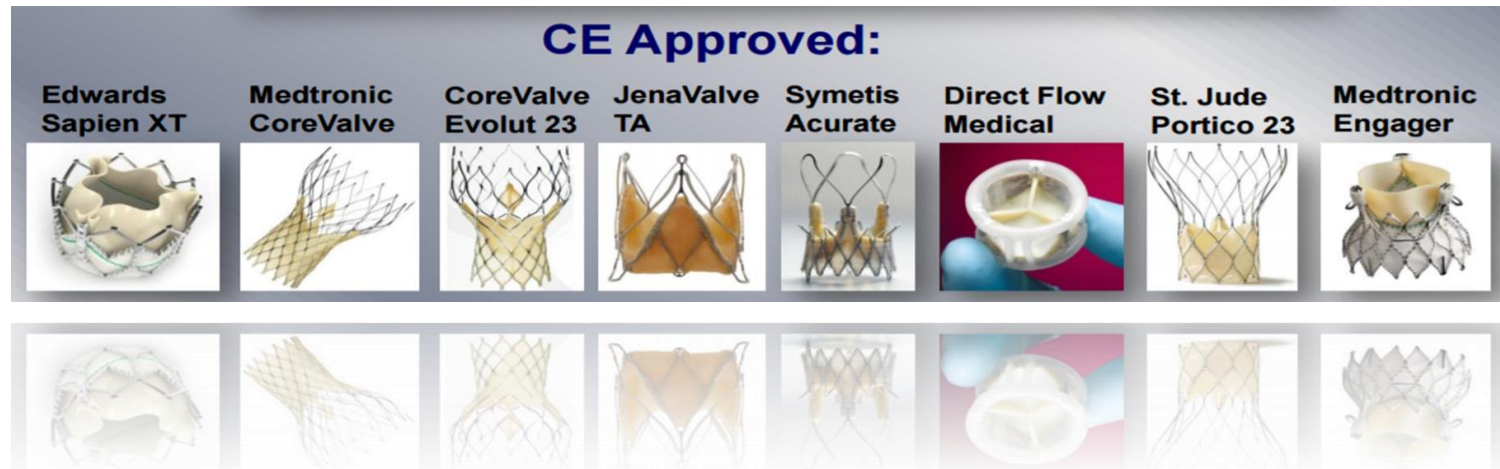 CE Approved:
Edwards Sapien XT
Medtronic CoreValve
CoreValve Evolut 23
JenaValve TA
Symetis Acurate
Direct Flow Medical
St. Jude Portico 23
Medtronic Engager